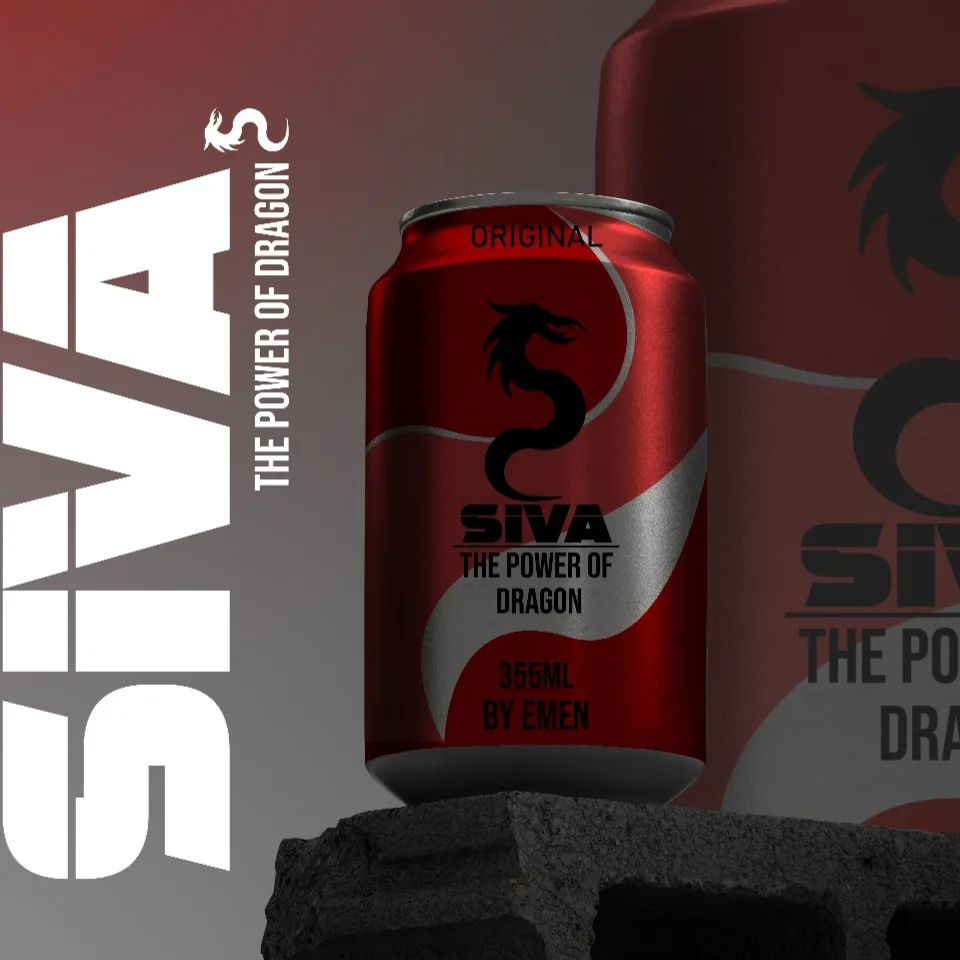 SiVA
THE POWER OF DRAGON
ORIGINAL
SiVA
THE POWER OF
DRAGON
355ML
BY EMEN
SiV
THE PO
DRA